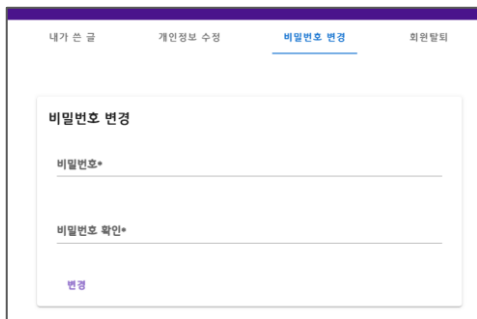 내가 쓴 글 개인정보 수정 비밀번호 변경 회원탈퇴
비밀번호 변경
비밀번호*
비밀번호 확인*
변경